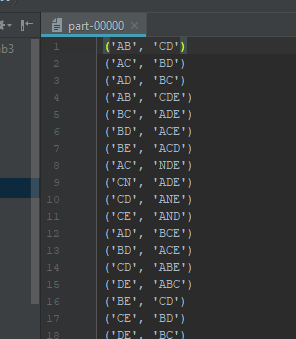 part-00000
ab3
1 ('AB', 'CD')
2 ('AC', 'BD')
3 ('AD', 'BC')
4 ('AB', 'CDE')
5 ('BC', 'ADE')
6 ('BD', 'ACE')
7 ('BE', 'ACD')
8 ('AC', 'NDE')
9 ('CN', 'ADE')
10 ('CD', 'ANE')
11 ('CE', 'AND')
12 ('AD', 'BCE')
13 ('BD', 'ACE')
14 ('CD', 'ABE')
15 ('DE', 'ABC')
16 ('BE', 'CD')
17 ('CE', 'BD')
18 ('DE', 'BC')